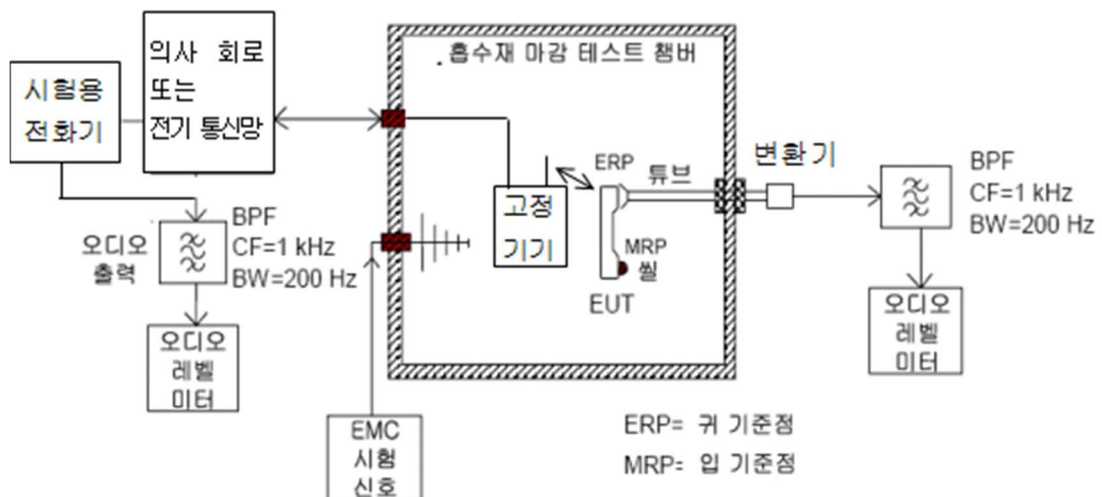 시험용
전화기
의사 회로
또는
전기 통신망
.흡수재 마감 테스트 챔버
ERP
튜브
변환기
BPF
CF=1 kHz
BW=200 Hz
고정
기기
MRP
씰
EUT
오디오
출력
BPF
CF=1 kHz
BW=200 Hz
오디오
레벨
미터
오디오
레벨
미터
EMC
시험
신호
ERP= 귀 기준점
MRP= 입 기준점